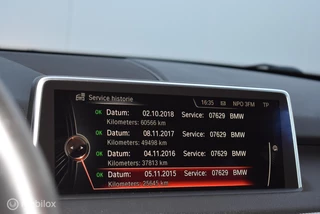 Mobilox
Service.historie
16:35 NPO 3FM TP
OK Datum: 02.10.2018 Service: 07629 BMW
Kilometers: 60566 km
OK Datum: 08.11.2017 Service: 07629 BMW
Kilometers: 49498 km
OK Datum: 04.11.2016 Service: 07629 BMW
Kilometers: 37813 km
OK Datum: 05.11.2015 Service: 07629 BMW
Kilometers: 25645 km